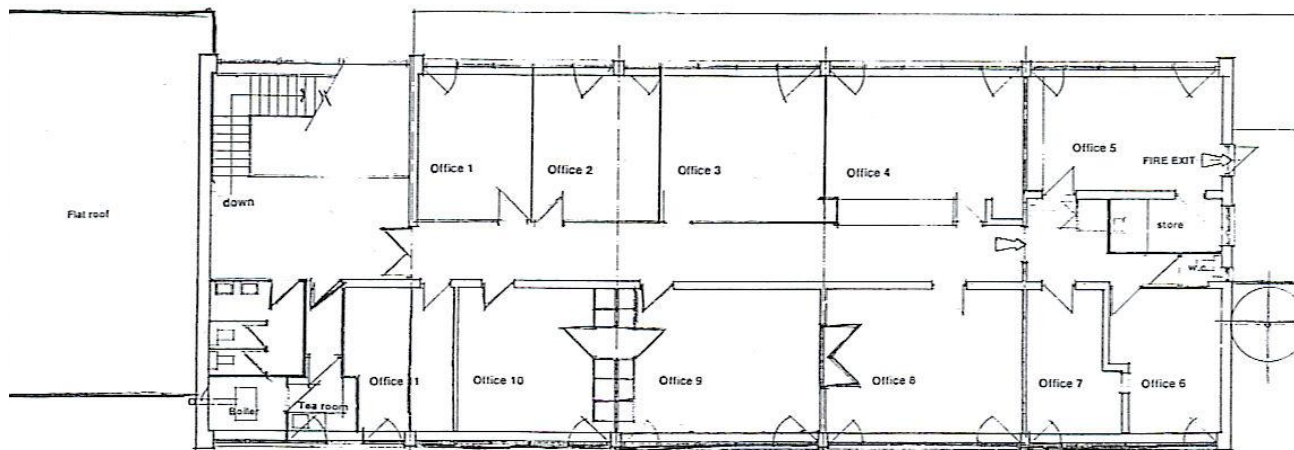 Office 1
Office 2
Office 3
Office 4
Office 5
FIRE EXIT
Flat roof
down
store
w.c.
Office 11
Office 10
Office 9
Office 8
Office 7
Office 6
Boiler
Tea room